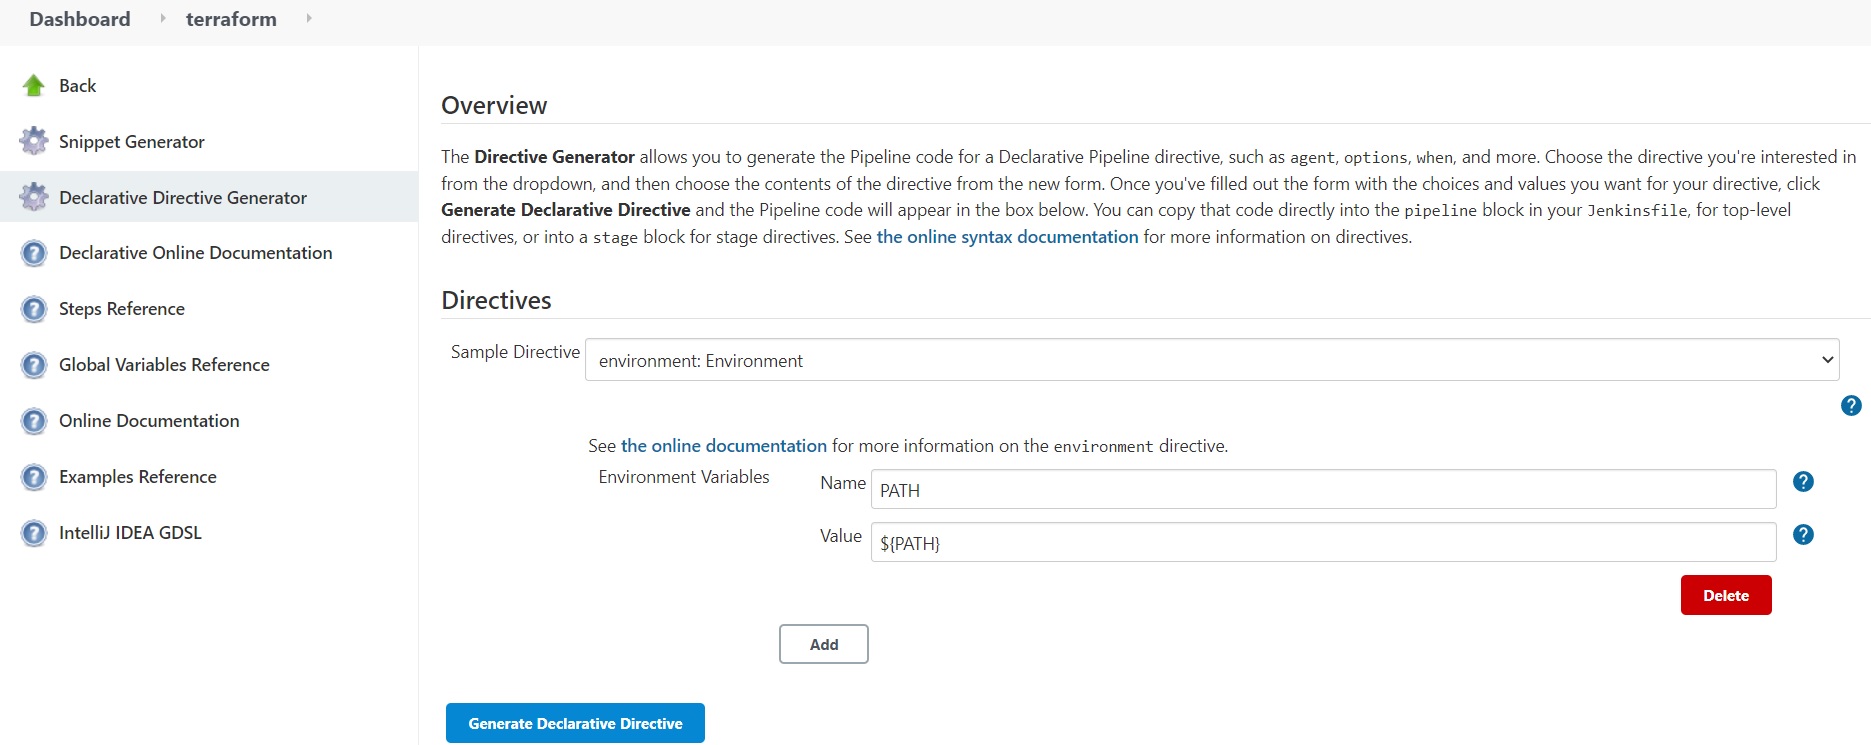 Dashboard terraform
Back
Snippet Generator
Declarative Directive Generator
Declarative Online Documentation
Steps Reference
Global Variables Reference
Online Documentation
Examples Reference
IntelliJ IDEA GDSL
Overview
The Directive Generator allows you to generate the Pipeline code for a Declarative Pipeline directive, such as agent, options, when, and more. Choose the directive you're interested in
from the dropdown, and then choose the contents of the directive from the new form. Once you've filled out the form with the choices and values you want for your directive, click
Generate Declarative Directive and the Pipeline code will appear in the box below. You can copy that code directly into the pipeline block in your Jenkinsfile, for top-level
directives, or into a stage block for stage directives. See the online syntax documentation for more information on directives.
Directives
Sample Directive environment: Environment
?
See the online documentation for more information on the environment directive.
Environment Variables Name PATH ?
Value ${PATH} ?
Delete
Add
Generate Declarative Directive